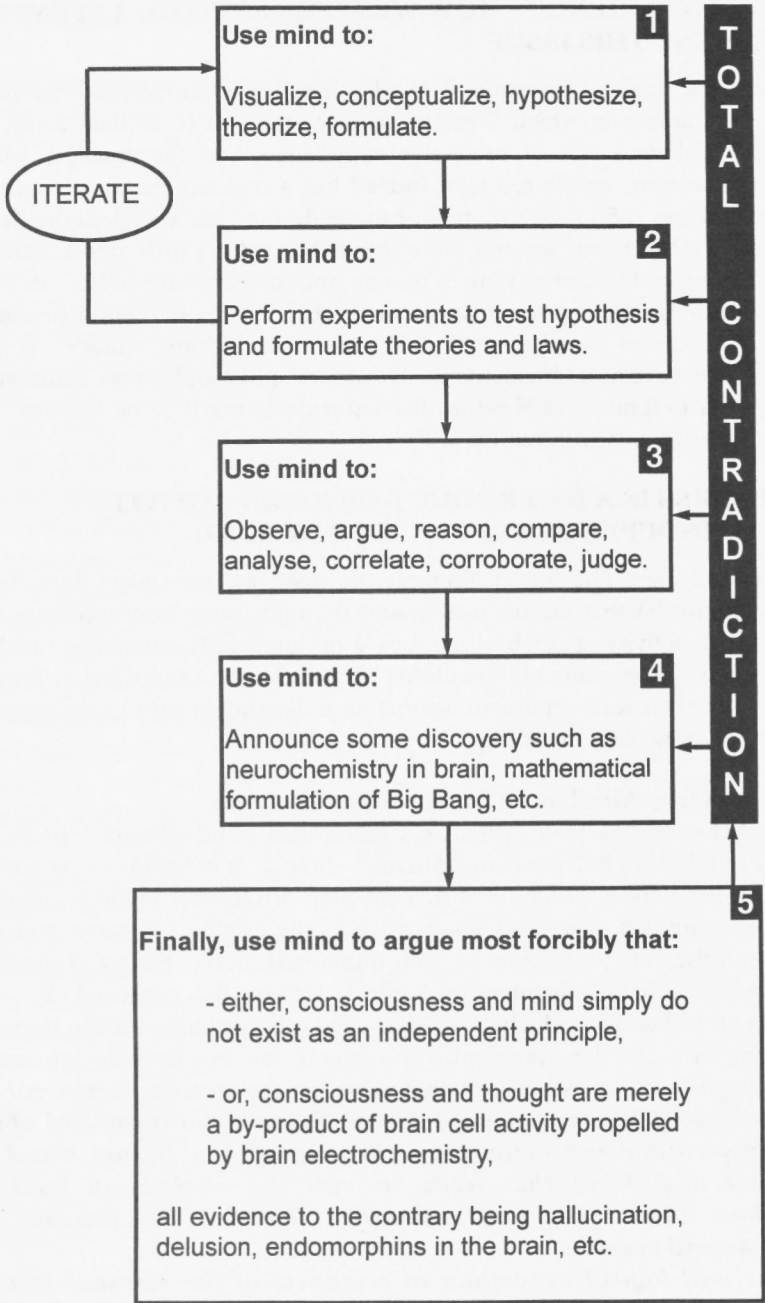 1
Use mind to:
Visualize, conceptualize, hypothesize,
theorize, formulate.
ITERATE
2
Use mind to:
Perform experiments to test hypothesis
and formulate theories and laws.
3
Use mind to:
Observe, argue, reason, compare,
analyse, correlate, corroborate, judge.
4
Use mind to:
Announce some discovery such as
neurochemistry in brain, mathematical
formulation of Big Bang, etc.
TOTAL CONTRADICTION
5
Finally, use mind to argue most forcibly that:
- either, consciousness and mind simply do
not exist as an independent principle,
- or, consciousness and thought are merely
a by-product of brain cell activity propelled
by brain electrochemistry,
all evidence to the contrary being hallucination,
delusion, endomorphins in the brain, etc.